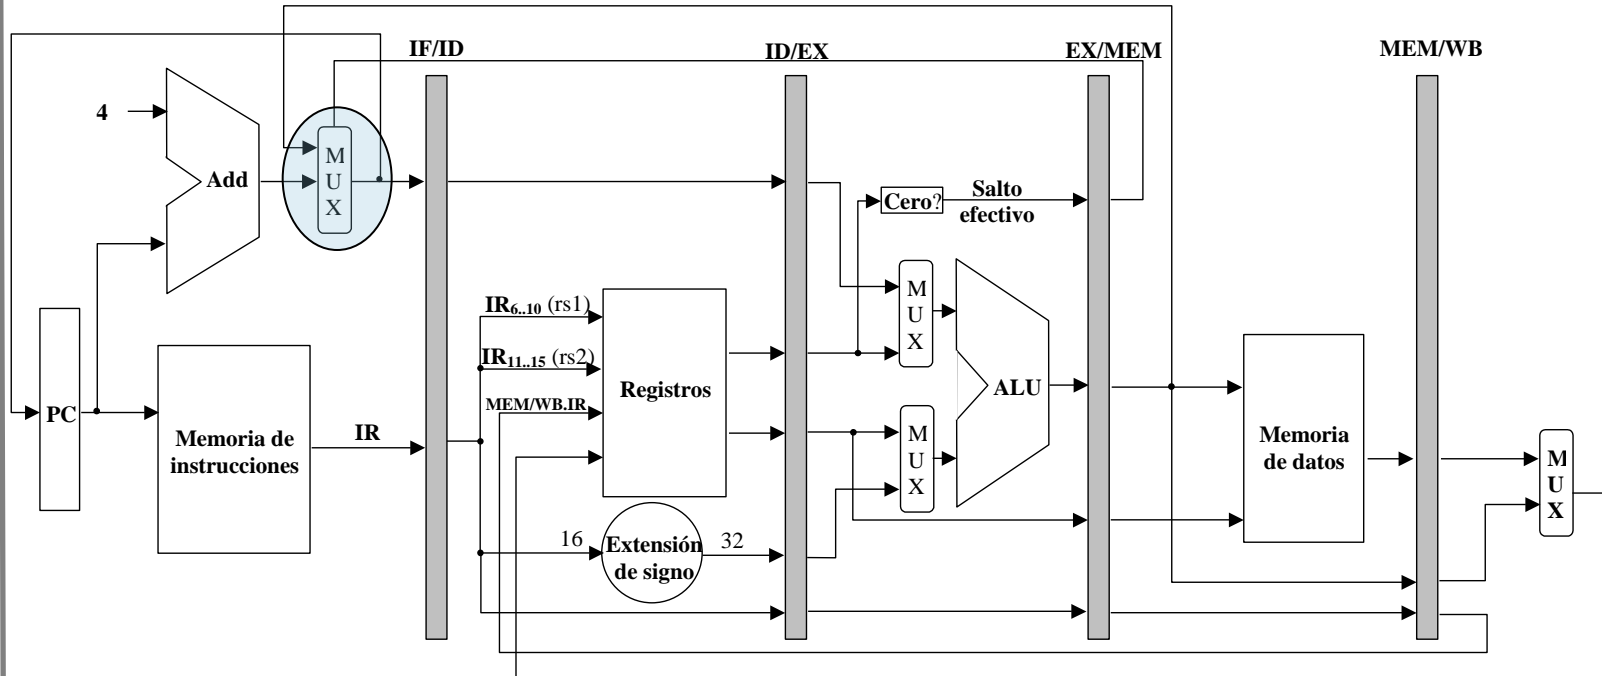 IF/ID
ID/EX
EX/MEM
MEM/WB
4
Add
M
U
X
Cero?
Salto
efectivo
IR6..10 (rs1)
IR11..15 (rs2)
MEM/WB.IR
Registros
M
U
X
ALU
M
U
X
PC
Memoria de
instrucciones
IR
16
Extensión
de signo
32
Memoria
de datos
M
U
X